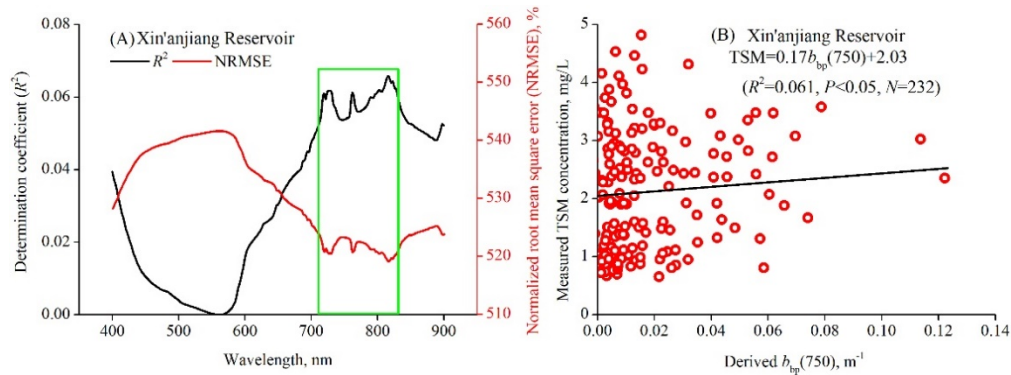 (A) Xin'anjiang Reservoir
R² NRMSE
Determination coefficient (R²)
0.08
0.06
0.04
0.02
0.00
400 500 600 700 800 900
Wavelength, nm
560
550
540
530
520
510
Normalized root mean square error (NRMSE), %
(B) Xin'anjiang Reservoir
TSM=0.17b_bp(750)+2.03
(R²=0.061, P<0.05, N=232)
Measured TSM concentration, mg/L
5
4
3
2
1
0
0.00 0.02 0.04 0.06 0.08 0.10 0.12 0.14
Derived b_bp(750), m⁻¹